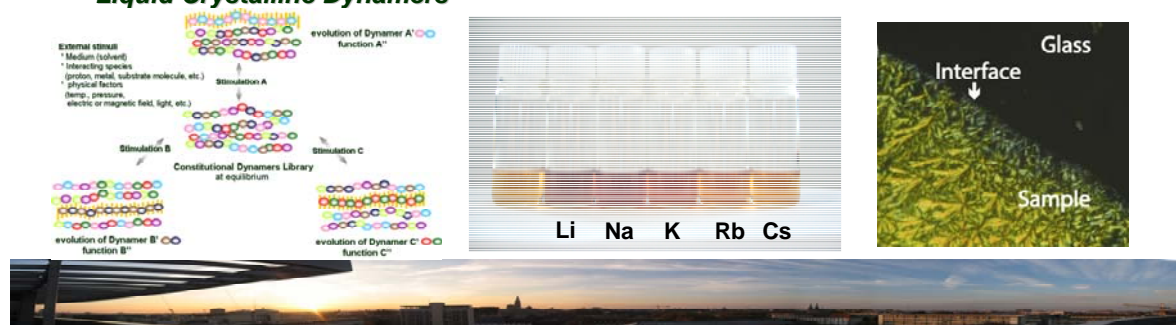 Liquid Crystalline Dynamers
External stimuli
* Medium (solvent)
* Interacting species
(proton, metal, substrate molecule, etc.)
* physical factors
(temp., pressure,
electric or magnetic field, light, etc.)
evolution of Dynamer A'
function A"
Stimulation A
Stimulation B
Stimulation C
Constitutional Dynamers Library
at equilibrium
evolution of Dynamer B'
function B"
evolution of Dynamer C'
function C"
Li Na K Rb Cs
Glass
Interface
Sample